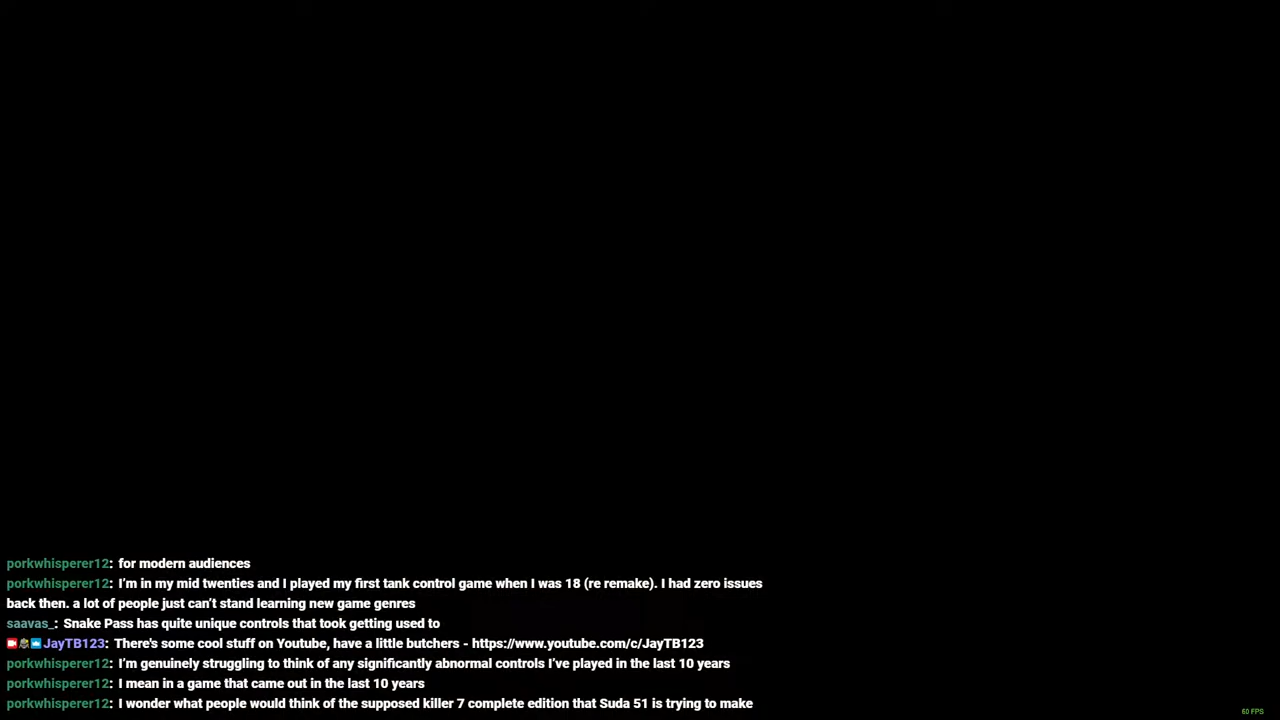 porkwhisperer12: for modern audiences
porkwhisperer12: I’m in my mid twenties and I played my first tank control game when I was 18 (re remake). I had zero issues
back then. a lot of people just can’t stand learning new game genres
saavas_: Snake Pass has quite unique controls that took getting used to
JayTB123: There's some cool stuff on Youtube, have a little butchers - https://www.youtube.com/c/JayTB123
porkwhisperer12: I’m genuinely struggling to think of any significantly abnormal controls I’ve played in the last 10 years
porkwhisperer12: I mean in a game that came out in the last 10 years
porkwhisperer12: I wonder what people would think of the supposed killer 7 complete edition that Suda 51 is trying to make
60 FPS